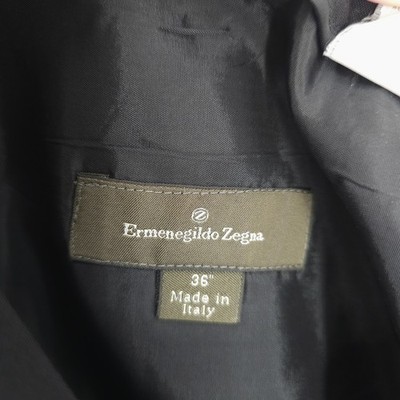 Ermenegildo Zegna
36"
Made in
Italy